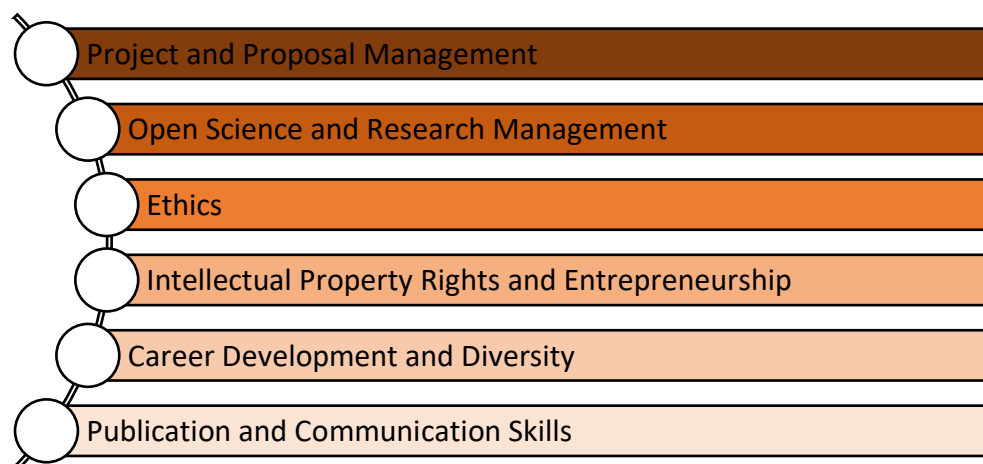 Project and Proposal Management
Open Science and Research Management
Ethics
Intellectual Property Rights and Entrepreneurship
Career Development and Diversity
Publication and Communication Skills